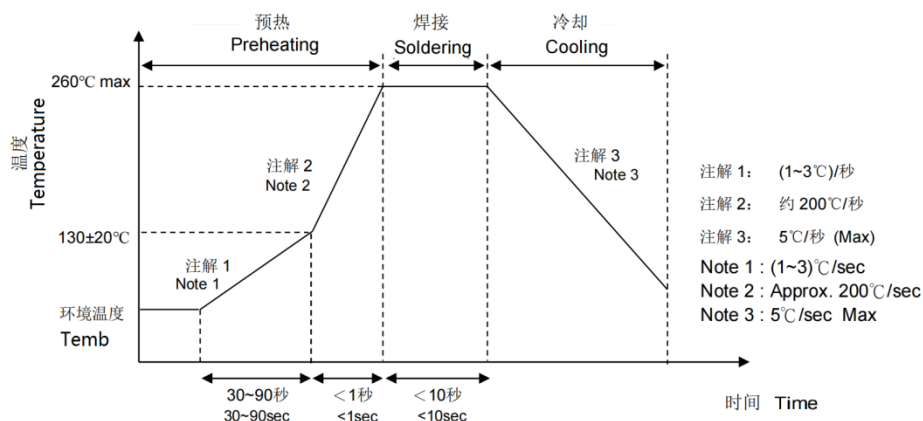 预热
Preheating
焊接
Soldering
冷却
Cooling
260℃ max
温度
Temperature
注解 2
Note 2
注解 3
Note 3
130±20℃
注解 1
Note 1
环境温度
Temb
注解 1： (1~3℃)/秒
注解 2： 约 200℃/秒
注解 3： 5℃/秒 (Max)
Note 1 : (1~3)℃/sec
Note 2 : Approx. 200℃/sec
Note 3 : 5℃/sec Max
30~90秒
30~90sec
＜1秒
<1sec
＜10秒
<10sec
时间 Time